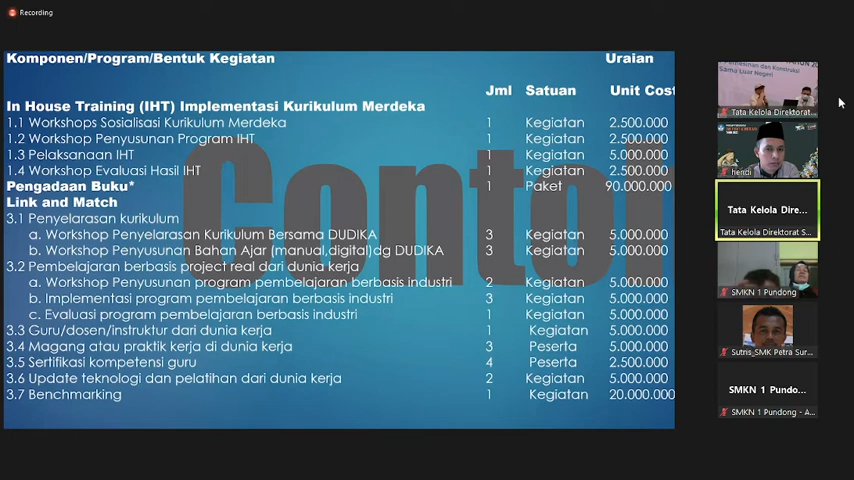 Recording
Komponen/Program/Bentuk Kegiatan Uraian
Jml Satuan Unit Cost
In House Training (IHT) Implementasi Kurikulum Merdeka
1.1 Workshops Sosialisasi Kurikulum Merdeka 1 Kegiatan 2.500.000
1.2 Workshop Penyusunan Program IHT 1 Kegiatan 2.500.000
1.3 Pelaksanaan IHT 1 Kegiatan 5.000.000
1.4 Workshop Evaluasi Hasil IHT 1 Kegiatan 2.500.000
Pengadaan Buku* 1 Paket 90.000.000
Link and Match
3.1 Penyelarasan kurikulum
a. Workshop Penyelarasan Kurikulum Bersama DUDIKA 3 Kegiatan 5.000.000
b. Workshop Penyusunan Bahan Ajar (manual,digital)dg DUDIKA 3 Kegiatan 5.000.000
3.2 Pembelajaran berbasis project real dari dunia kerja
a. Workshop Penyusunan program pembelajaran berbasis industri 2 Kegiatan 5.000.000
b. Implementasi program pembelajaran berbasis industri 3 Kegiatan 5.000.000
c. Evaluasi program pembelajaran berbasis industri 1 Kegiatan 5.000.000
3.3 Guru/dosen/instruktur dari dunia kerja 1 Kegiatan 5.000.000
3.4 Magang atau praktik kerja di dunia kerja 3 Peserta 5.000.000
3.5 Sertifikasi kompetensi guru 4 Peserta 2.500.000
3.6 Update teknologi dan pelatihan dari dunia kerja 2 Kegiatan 5.000.000
3.7 Benchmarking 1 Kegiatan 20.000.000
Contoh
Luar Negeri
Tata Kelola Direktorat...
hendi
Tata Kelola Dire...
Tata Kelola Direktorat S...
SMKN 1 Pundong
Sutris_SMK Petra Sur...
SMKN 1 Pundo...
SMKN 1 Pundong - A...